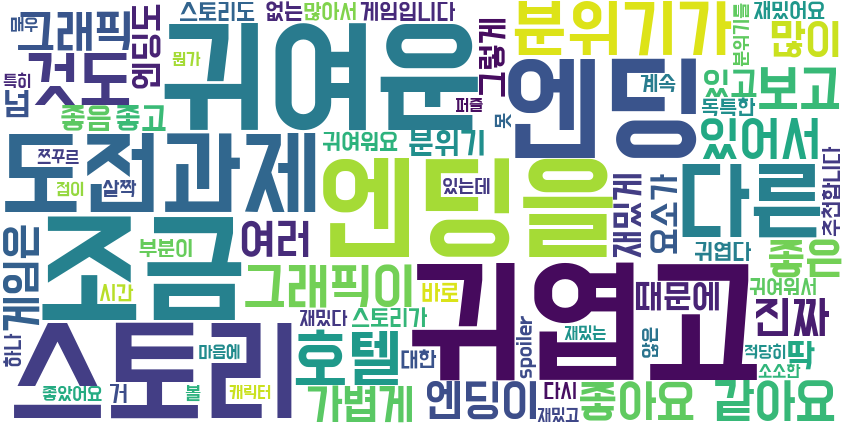 매우
그래픽
엔딩도
스토리도
없는
많아서
게임입니다
분위기가
분위기를
재밌어요
많이
특히
넘
것도
뭔가
귀여운
퍼즐
그렇게
못
엔딩
계속
있고
보고
독특한
좋음
좋고
쯔꾸르
점이
살짝
도전과제
귀여워요
분위기
있는데
엔딩을
있어서
재밌게
요소가
다른
추천합니다
게임은
조금
부분이
여러
그래픽이
귀엽다
좋은
귀여워서
시간
바로
귀엽고
때문에
진짜
하나
스토리
마음에
호텔
재밌다
스토리가
대한
spoiler
재밌는
않은
적당히
소소한
딱
좋았어요
거
볼
캐릭터
가볍게
엔딩이
다시
재밌고
좋아요
같아요